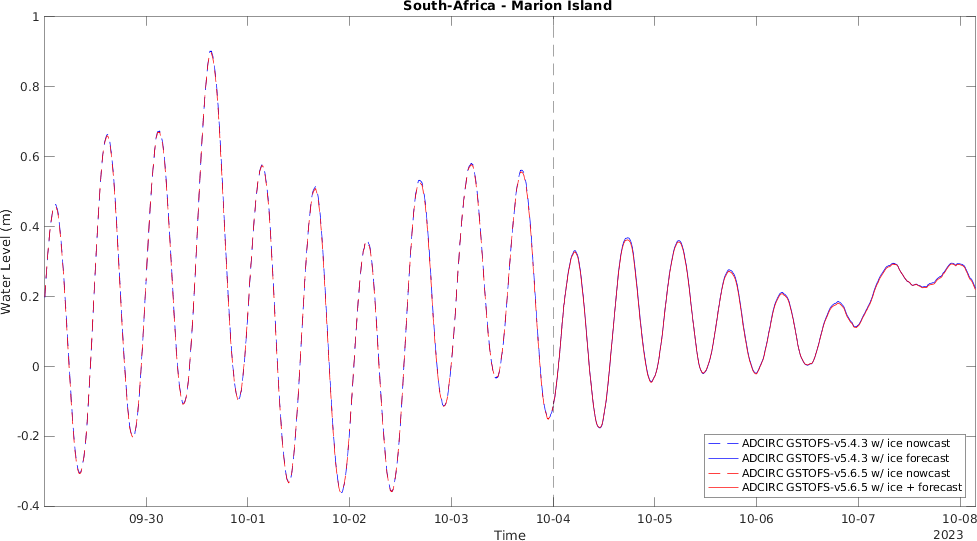 South-Africa - Marion Island
1
0.8
0.6
0.4
0.2
0
-0.2
-0.4
Water Level (m)
ADCIRC GSTOFS-v5.4.3 w/ ice nowcast
ADCIRC GSTOFS-v5.4.3 w/ ice forecast
ADCIRC GSTOFS-v5.6.5 w/ ice nowcast
ADCIRC GSTOFS-v5.6.5 w/ ice + forecast
09-30 10-01 10-02 10-03 10-04 10-05 10-06 10-07 10-08
Time
2023